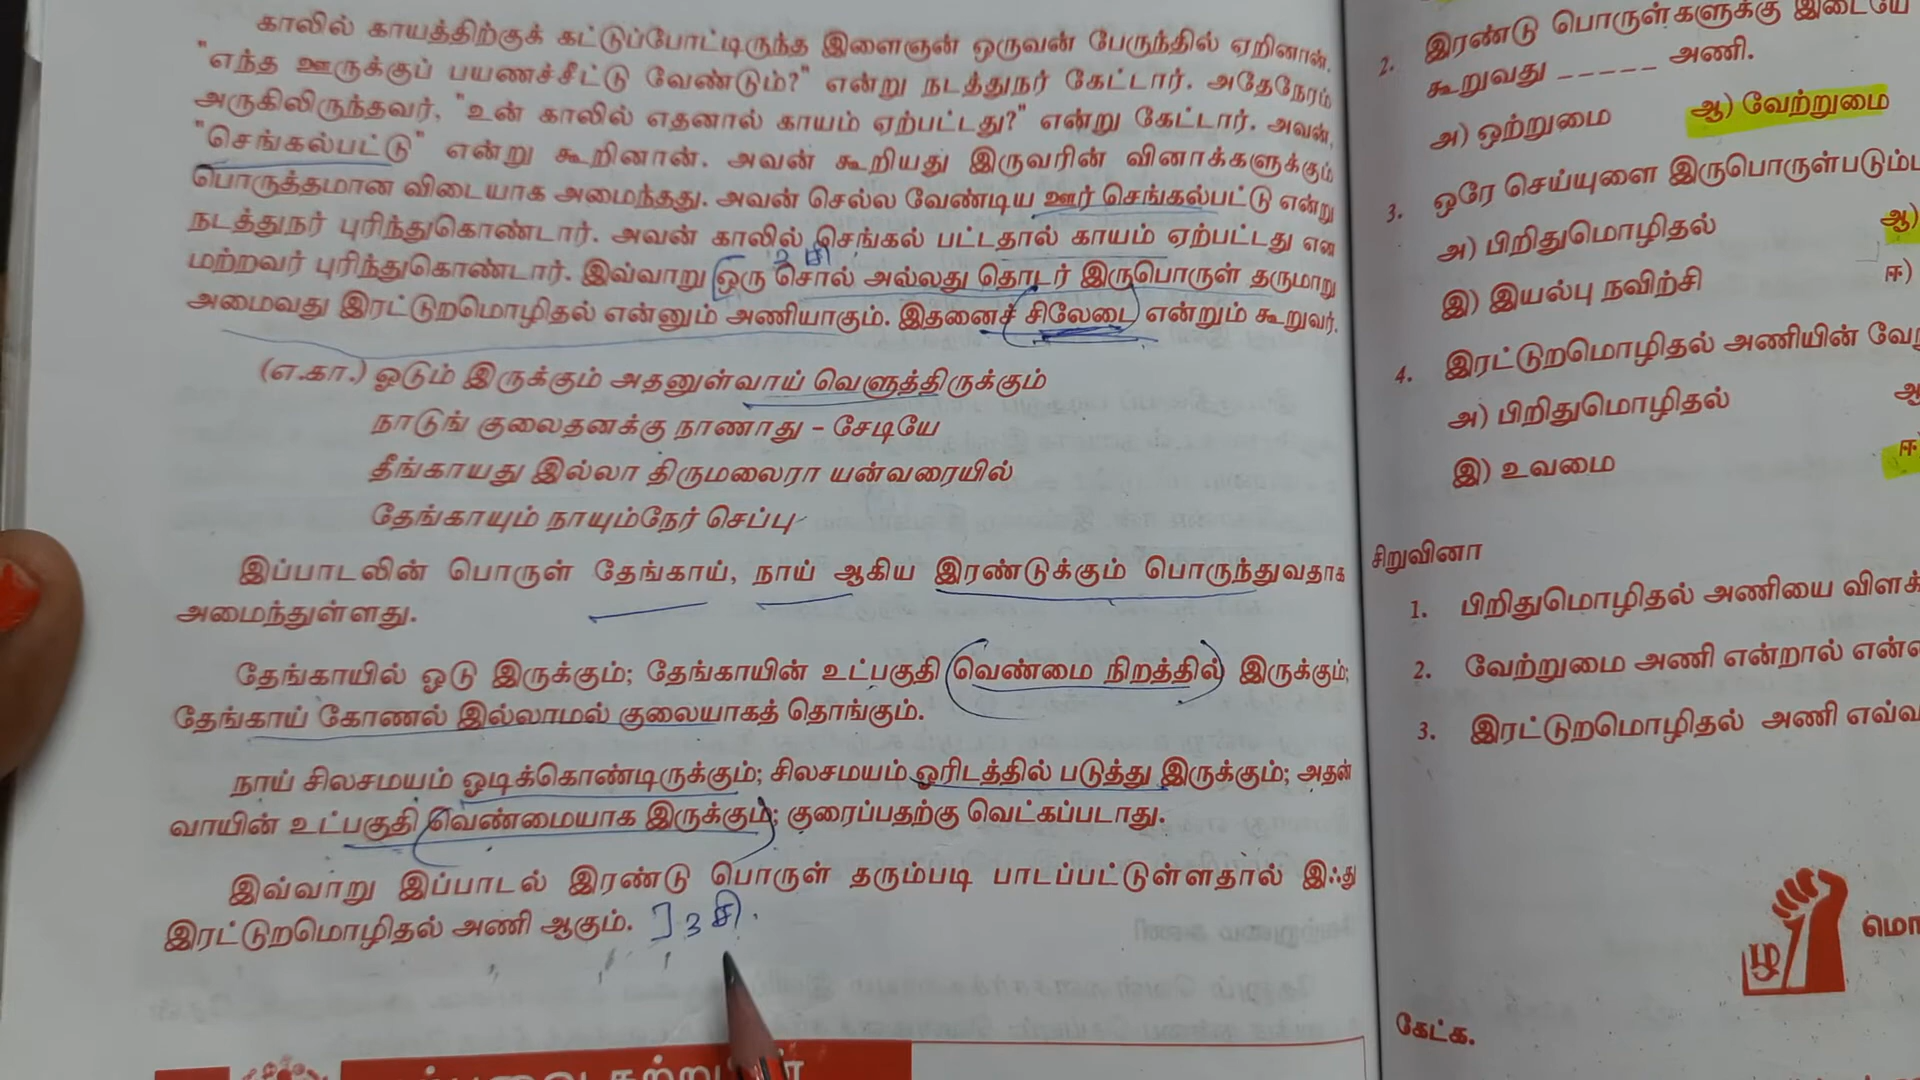 காலில் காயத்திற்குக் கட்டுப்போட்டிருந்த இளைஞன் ஒருவன் பேருந்தில் ஏறினான்.
"எந்த ஊருக்குப் பயணச்சீட்டு வேண்டும்?" என்று நடத்துநர் கேட்டார். அதேநேரம்
அருகிலிருந்தவர், "உன் காலில் எதனால் காயம் ஏற்பட்டது?" என்று கேட்டார். அவன்,
"செங்கல்பட்டு" என்று கூறினான். அவன் கூறியது இருவரின் வினாக்களுக்கும்
பொருத்தமான விடையாக அமைந்தது. அவன் செல்ல வேண்டிய ஊர் செங்கல்பட்டு என்று
நடத்துநர் புரிந்துகொண்டார். அவன் காலில் செங்கல் பட்டதால் காயம் ஏற்பட்டது என
மற்றவர் புரிந்துகொண்டார். இவ்வாறு ஒரு சொல் அல்லது தொடர் இருபொருள் தருமாறு
அமைவது இரட்டுறமொழிதல் என்னும் அணியாகும். இதனைச் சிலேடை என்றும் கூறுவர்.
(எ.கா.) ஓடும் இருக்கும் அதனுள்வாய் வெளுத்திருக்கும்
நாடுங் குலைதனக்கு நாணாது - சேடியே
தீங்காயது இல்லா திருமலைரா யன்வரையில்
தேங்காயும் நாயும்நேர் செப்பு
இப்பாடலின் பொருள் தேங்காய், நாய் ஆகிய இரண்டுக்கும் பொருந்துவதாக
அமைந்துள்ளது.
தேங்காயில் ஓடு இருக்கும்; தேங்காயின் உட்பகுதி வெண்மை நிறத்தில் இருக்கும்;
தேங்காய் கோணல் இல்லாமல் குலையாகத் தொங்கும்.
நாய் சிலசமயம் ஓடிக்கொண்டிருக்கும்; சிலசமயம் ஓரிடத்தில் படுத்து இருக்கும்; அதன்
வாயின் உட்பகுதி வெண்மையாக இருக்கும்; குரைப்பதற்கு வெட்கப்படாது.
இவ்வாறு இப்பாடல் இரண்டு பொருள் தரும்படி பாடப்பட்டுள்ளதால் இஃது
இரட்டுறமொழிதல் அணி ஆகும். 3 சி.
2. இரண்டு பொருள்களுக்கு இடையே
கூறுவது _ _ _ _ _ அணி.
அ) ஒற்றுமை ஆ) வேற்றுமை
3. ஒரே செய்யுளை இருபொருள்படும்ப
அ) பிறிதுமொழிதல் ஆ)
இ) இயல்பு நவிற்சி ஈ)
4. இரட்டுறமொழிதல் அணியின் வேறு
அ) பிறிதுமொழிதல் ஆ
இ) உவமை ஈ
சிறுவினா
1. பிறிதுமொழிதல் அணியை விளக்
2. வேற்றுமை அணி என்றால் என்ன
3. இரட்டுறமொழிதல் அணி எவ்வ
ழ
மொ
கேட்க.